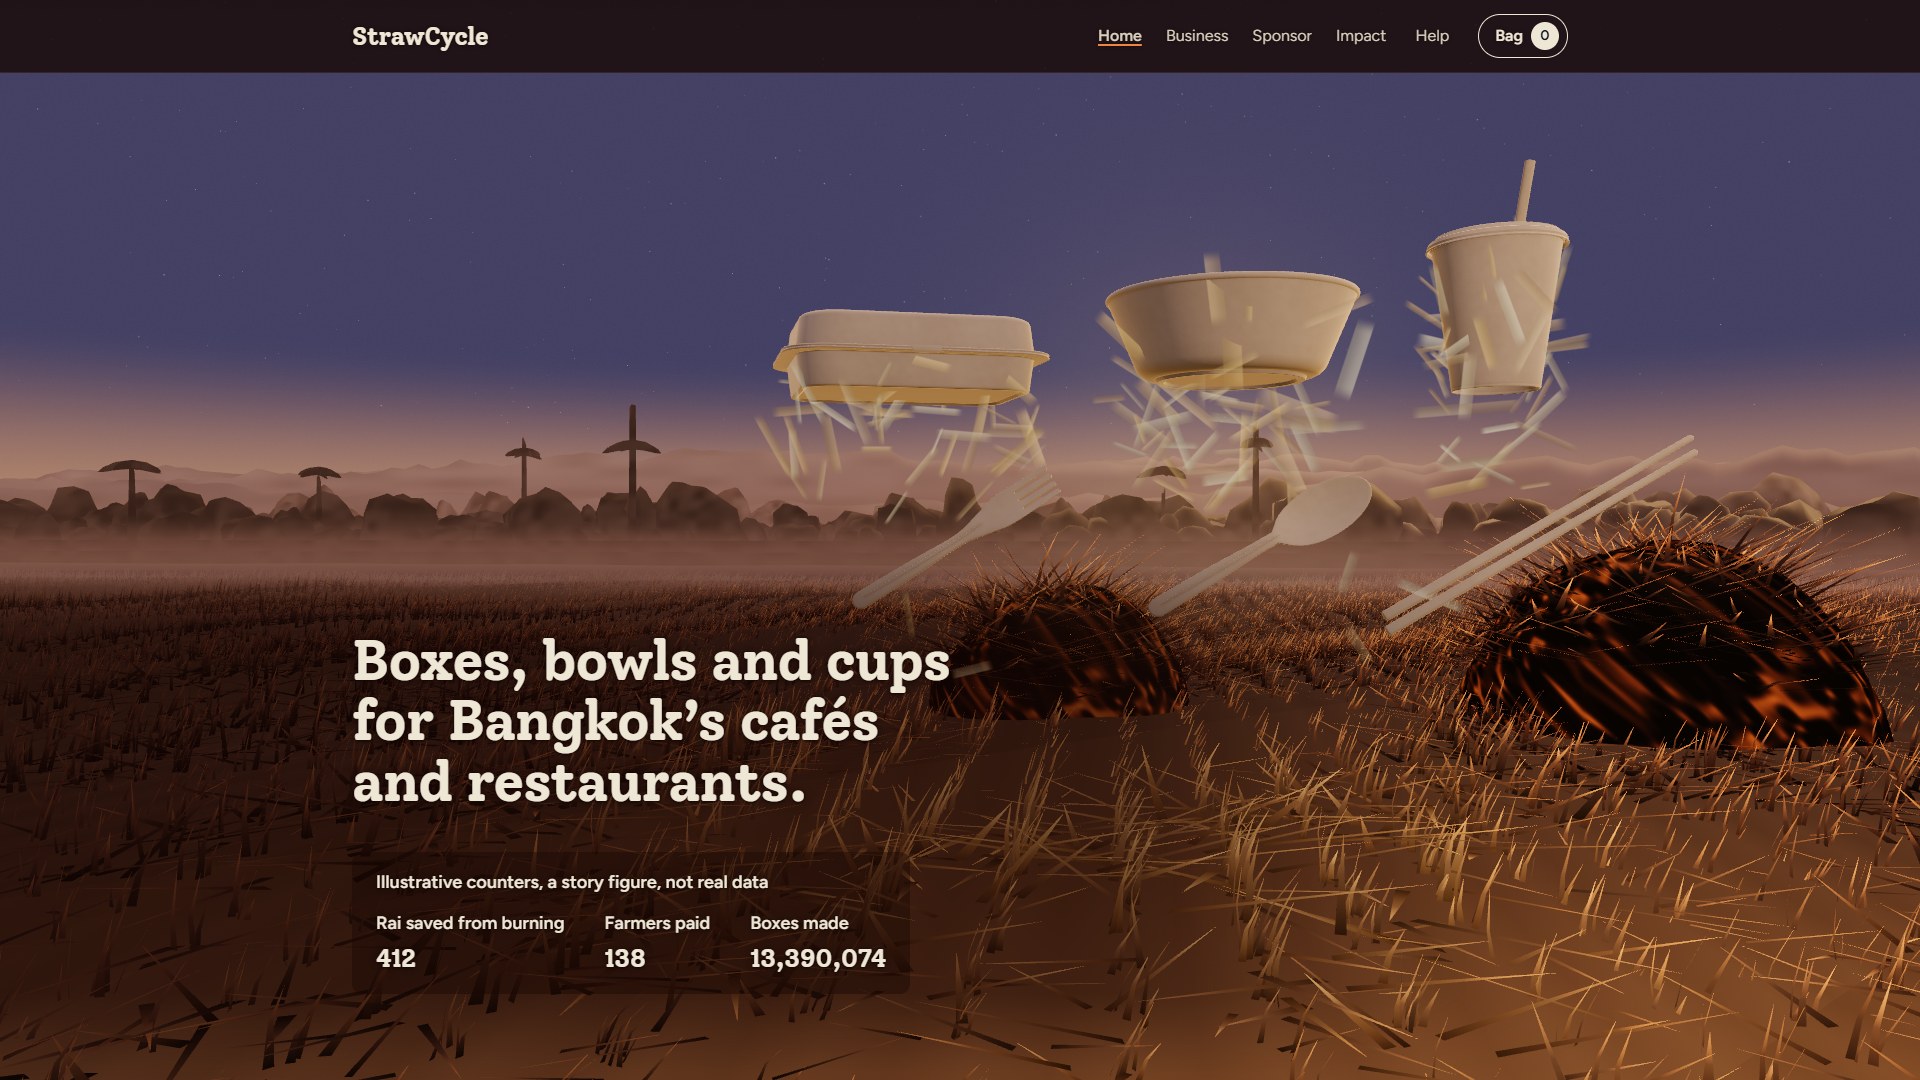 StrawCycle
Home Business Sponsor Impact Help Bag 0
Boxes, bowls and cups
for Bangkok’s cafés
and restaurants.
Illustrative counters, a story figure, not real data
Rai saved from burning Farmers paid Boxes made
412 138 13,390,074